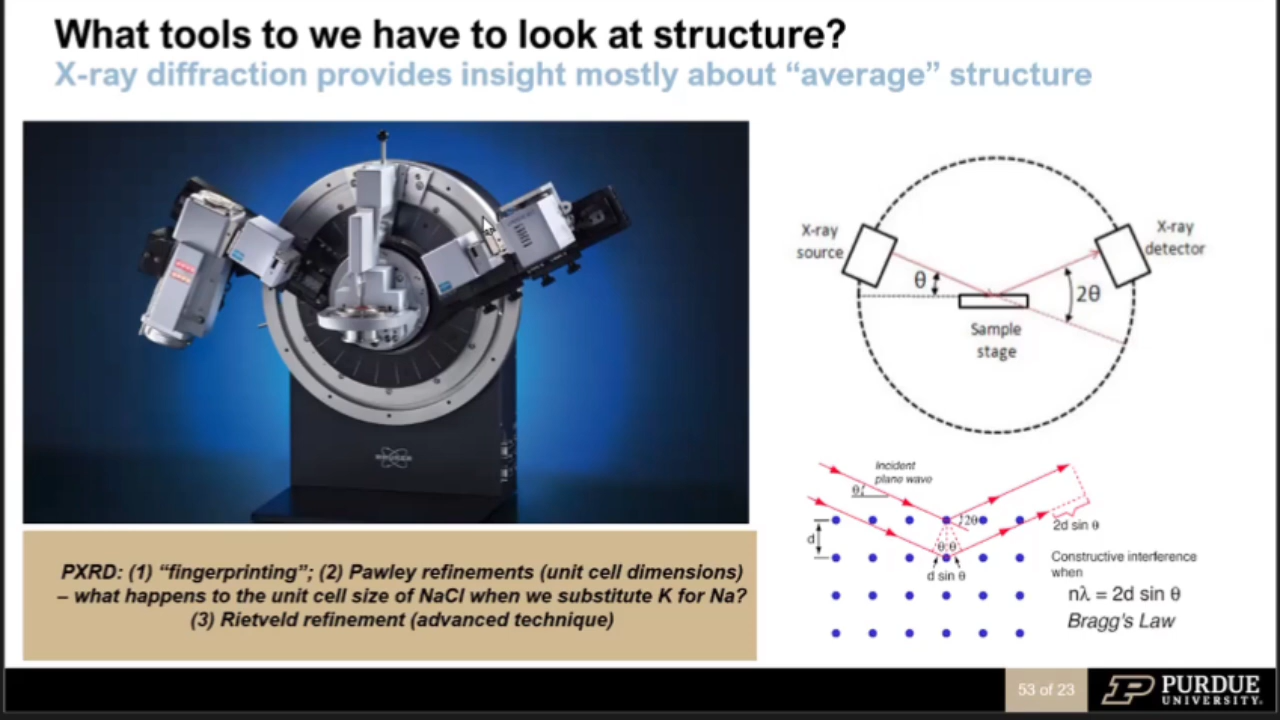 What tools to we have to look at structure?
X-ray diffraction provides insight mostly about “average” structure
BRUKER
X-ray
source
X-ray
detector
θ
2θ
Sample
stage
PXRD: (1) “fingerprinting”; (2) Pawley refinements (unit cell dimensions)
– what happens to the unit cell size of NaCl when we substitute K for Na?
(3) Rietveld refinement (advanced technique)
Incident
plane wave
θ
2θ
2d sin θ
d
θ θ
d sin θ
Constructive interference
when
nλ = 2d sin θ
Bragg's Law
53 of 23
PURDUE
UNIVERSITY.